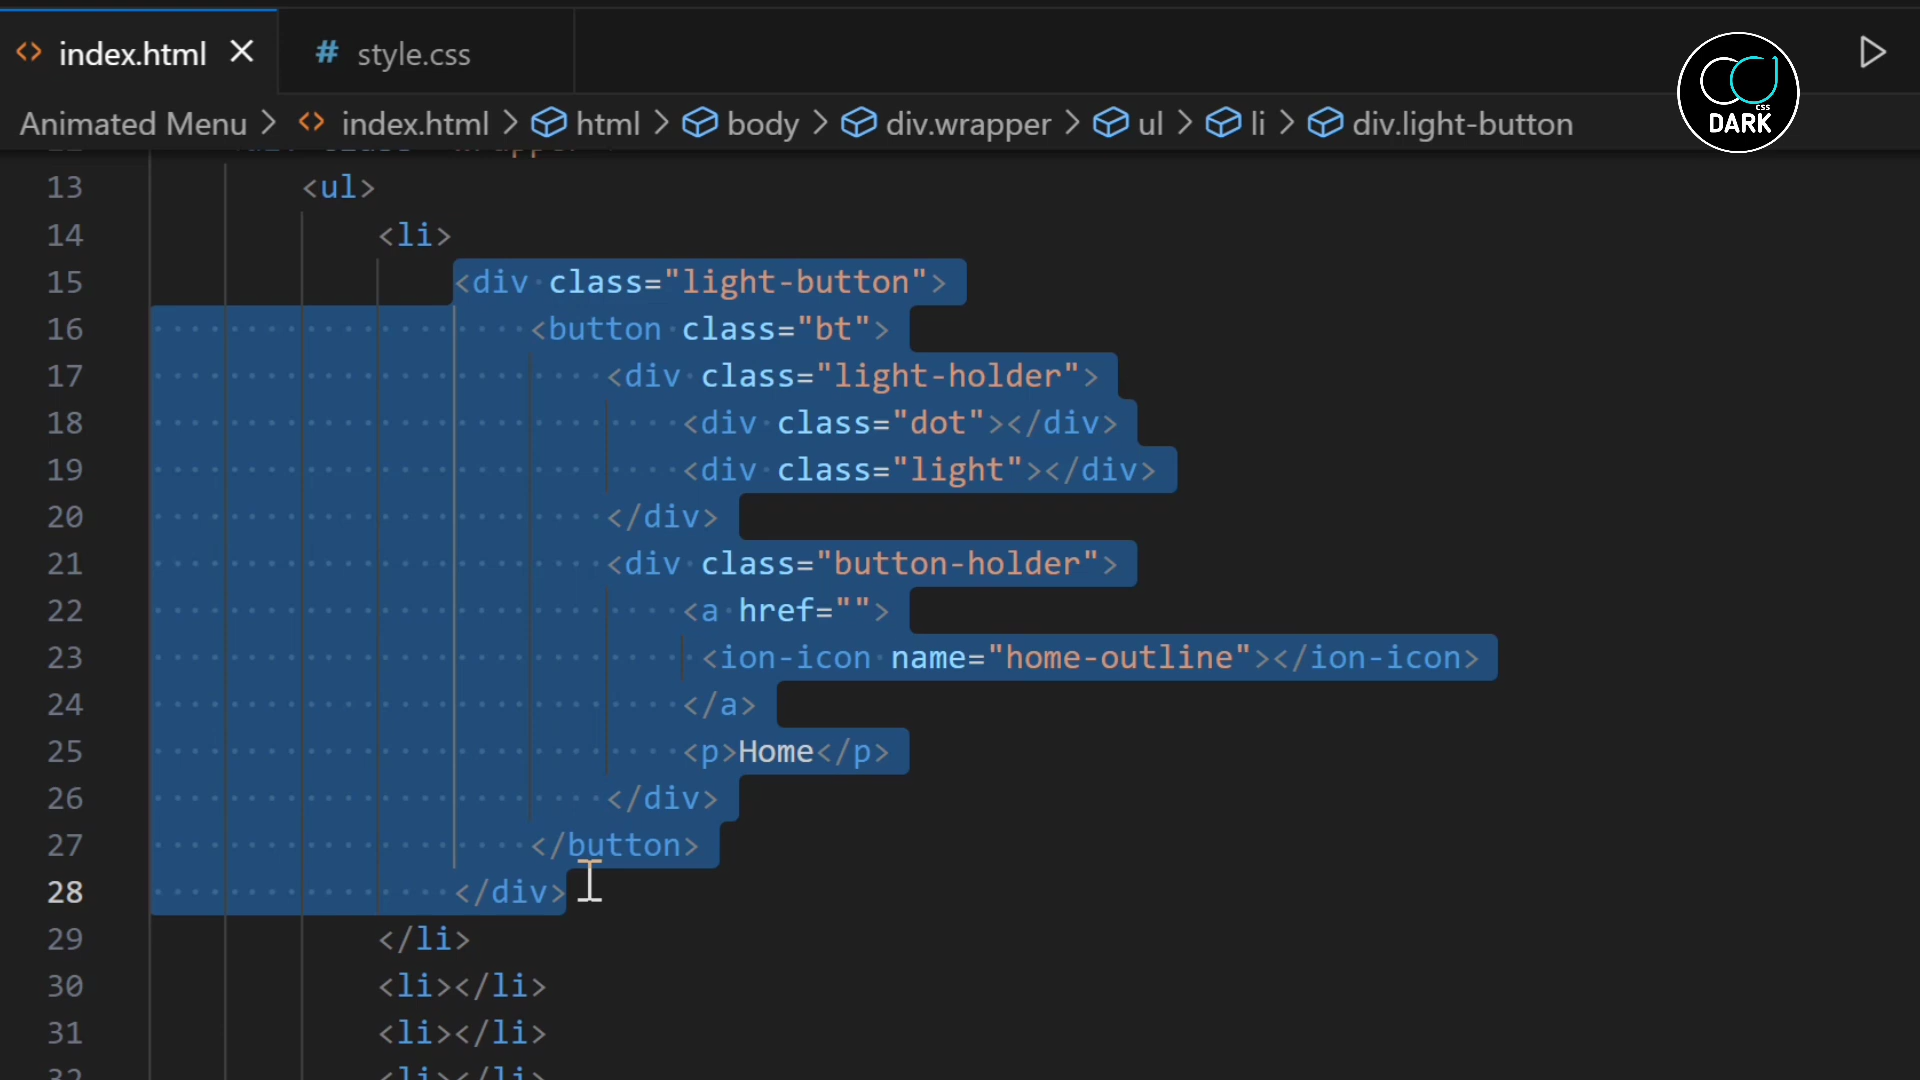 index.html
# style.css
CSS
DARK
Animated Menu > index.html > html > body > div.wrapper > ul > li > div.light-button
13 <ul>
14 <li>
15 <div class="light-button">
16 <button class="bt">
17 <div class="light-holder">
18 <div class="dot"></div>
19 <div class="light"></div>
20 </div>
21 <div class="button-holder">
22 <a href="">
23 <ion-icon name="home-outline"></ion-icon>
24 </a>
25 <p>Home</p>
26 </div>
27 </button>
28 </div>
29 </li>
30 <li></li>
31 <li></li>
32 <li></li>